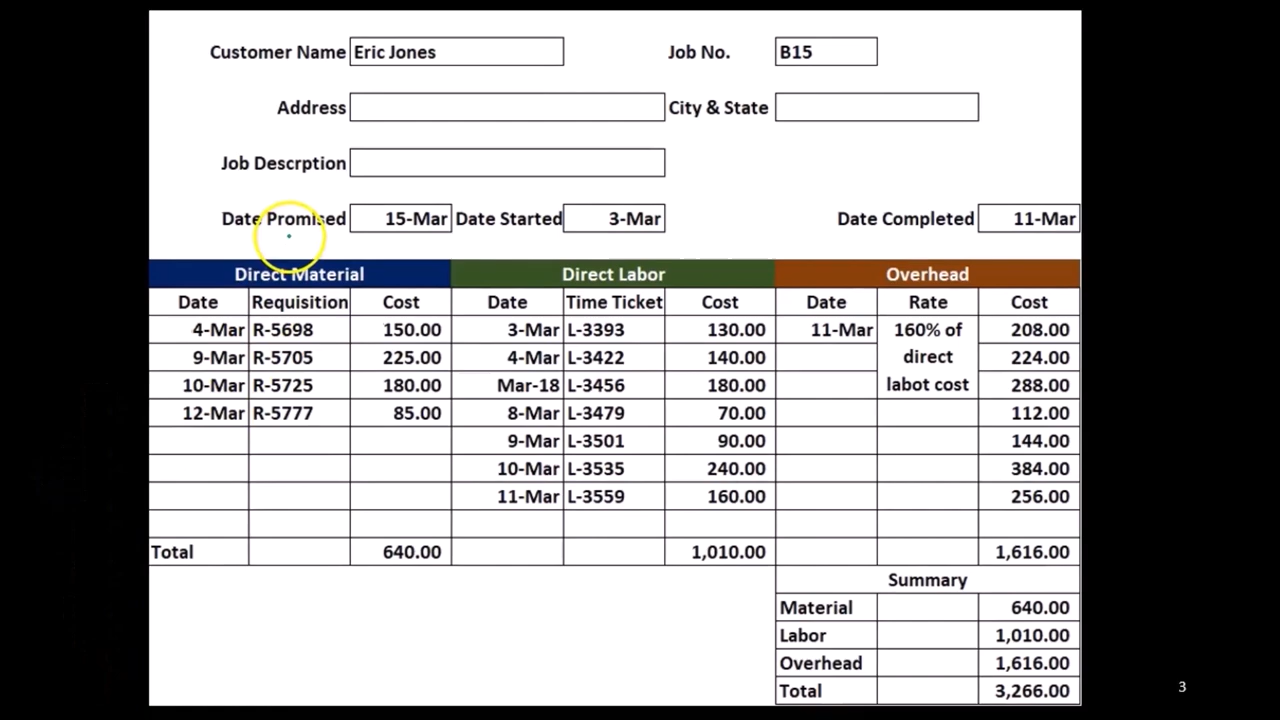 Customer Name Eric Jones Job No. B15
Address City & State
Job Descrption
Date Promised 15-Mar Date Started 3-Mar Date Completed 11-Mar
Direct Material Direct Labor Overhead
Date Requisition Cost Date Time Ticket Cost Date Rate Cost
4-Mar R-5698 150.00 3-Mar L-3393 130.00 11-Mar 160% of 208.00
9-Mar R-5705 225.00 4-Mar L-3422 140.00 direct 224.00
10-Mar R-5725 180.00 Mar-18 L-3456 180.00 labot cost 288.00
12-Mar R-5777 85.00 8-Mar L-3479 70.00 112.00
9-Mar L-3501 90.00 144.00
10-Mar L-3535 240.00 384.00
11-Mar L-3559 160.00 256.00
Total 640.00 1,010.00 1,616.00
Summary
Material 640.00
Labor 1,010.00
Overhead 1,616.00
Total 3,266.00
3